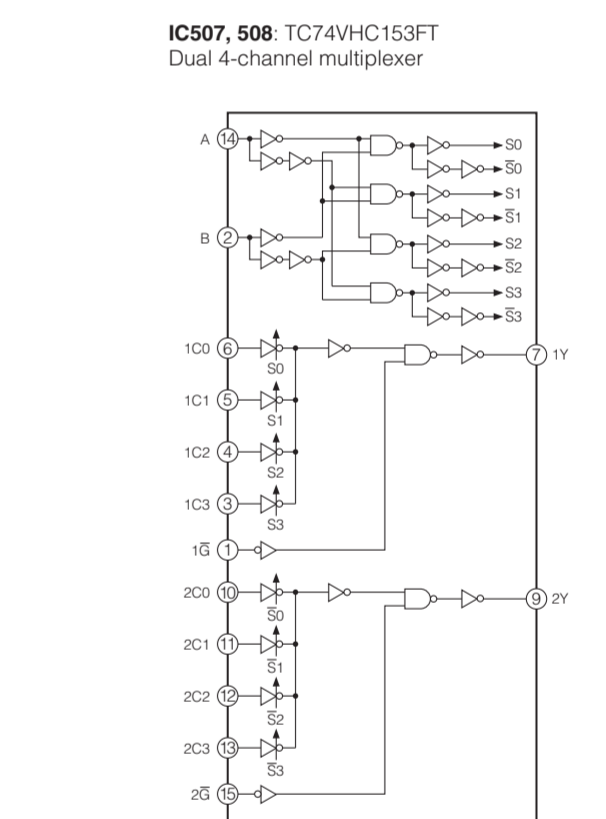 IC507, 508: TC74VHC153FT
Dual 4-channel multiplexer
A 14
S0
S̅0
S1
S̅1
B 2
S2
S̅2
S3
S̅3
1C0 6
7 1Y
S0
1C1 5
S1
1C2 4
S2
1C3 3
S3
1G̅ 1
2C0 10
9 2Y
S̅0
2C1 11
S̅1
2C2 12
S̅2
2C3 13
S̅3
2G̅ 15